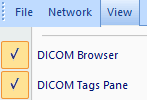 File Network View
DICOM Browser
DICOM Tags Pane